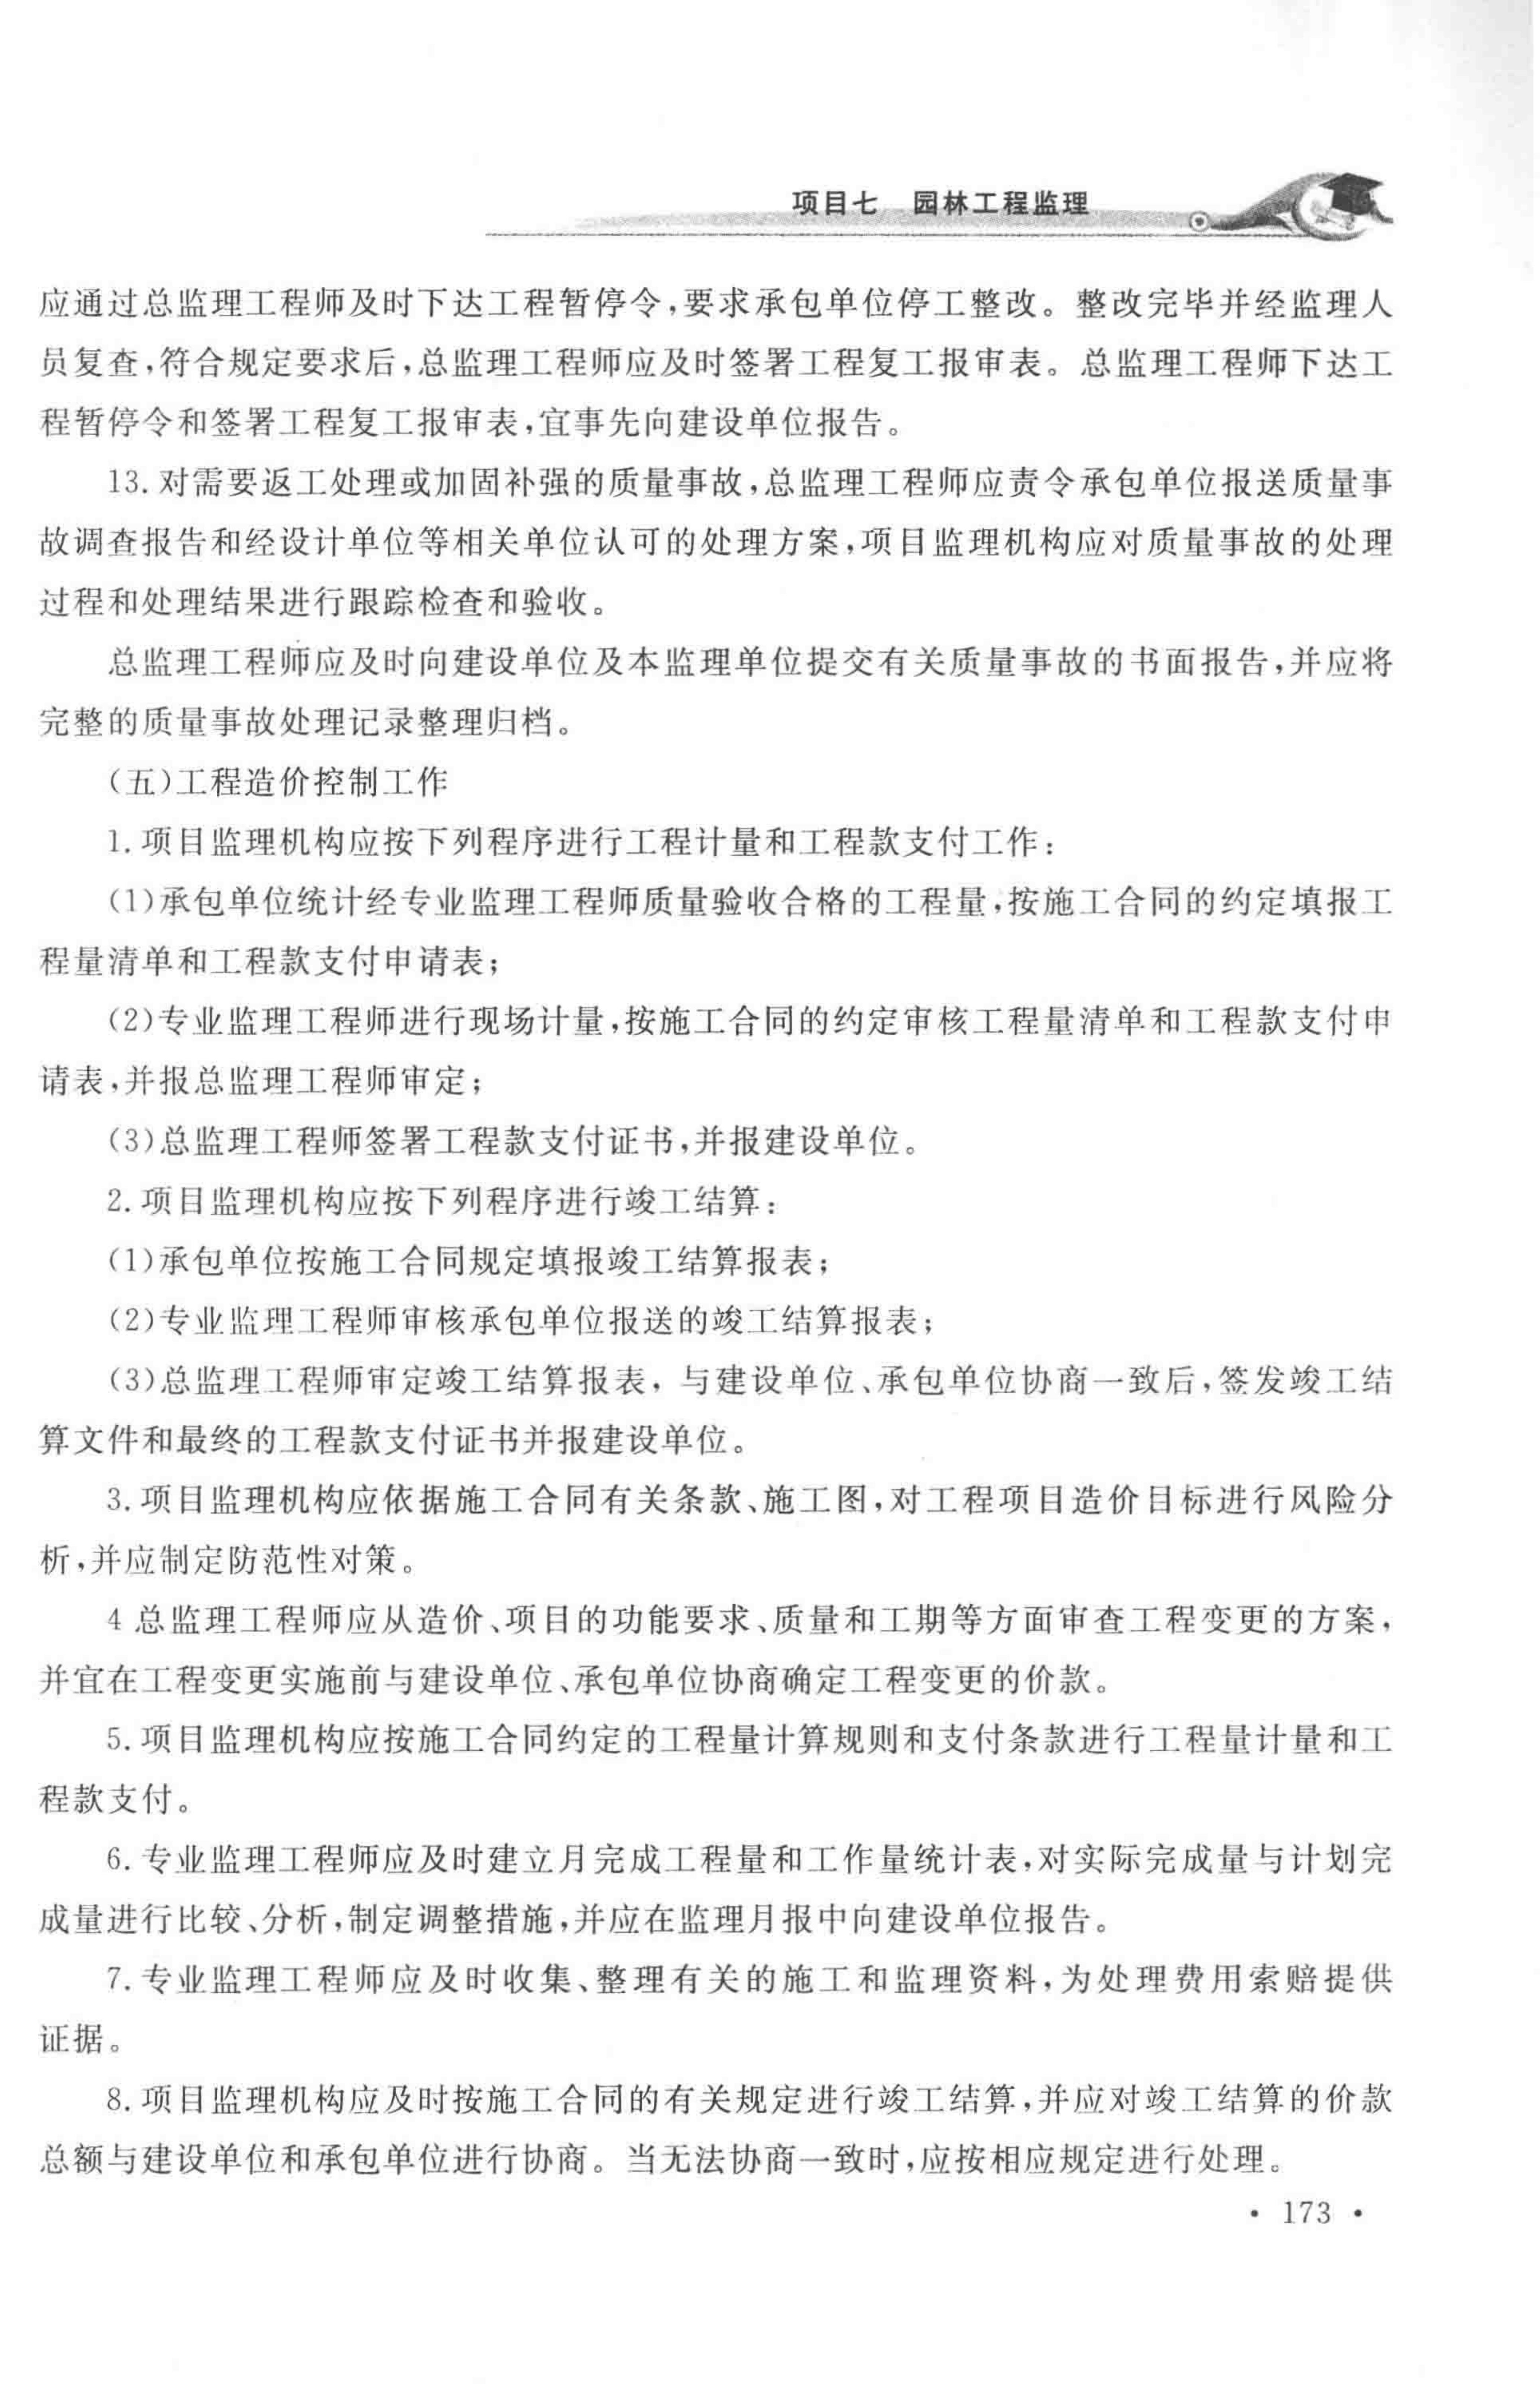 项目七　园林工程监理
应通过总监理工程师及时下达工程暂停令,要求承包单位停工整改。整改完毕并经监理人
员复查,符合规定要求后,总监理工程师应及时签署工程复工报审表。总监理工程师下达工
程暂停令和签署工程复工报审表,宜事先向建设单位报告。
13.对需要返工处理或加固补强的质量事故,总监理工程师应责令承包单位报送质量事
故调查报告和经设计单位等相关单位认可的处理方案,项目监理机构应对质量事故的处理
过程和处理结果进行跟踪检查和验收。
总监理工程师应及时向建设单位及本监理单位提交有关质量事故的书面报告,并应将
完整的质量事故处理记录整理归档。
(五)工程造价控制工作
1.项目监理机构应按下列程序进行工程计量和工程款支付工作:
(1)承包单位统计经专业监理工程师质量验收合格的工程量,按施工合同的约定填报工
程量清单和工程款支付申请表;
(2)专业监理工程师进行现场计量,按施工合同的约定审核工程量清单和工程款支付申
请表,并报总监理工程师审定;
(3)总监理工程师签署工程款支付证书,并报建设单位。
2.项目监理机构应按下列程序进行竣工结算:
(1)承包单位按施工合同规定填报竣工结算报表;
(2)专业监理工程师审核承包单位报送的竣工结算报表;
(3)总监理工程师审定竣工结算报表，与建设单位、承包单位协商一致后,签发竣工结
算文件和最终的工程款支付证书并报建设单位。
3.项目监理机构应依据施工合同有关条款、施工图,对工程项目造价目标进行风险分
析,并应制定防范性对策。
4 总监理工程师应从造价、项目的功能要求、质量和工期等方面审查工程变更的方案,
并宜在工程变更实施前与建设单位、承包单位协商确定工程变更的价款。
5.项目监理机构应按施工合同约定的工程量计算规则和支付条款进行工程量计量和工
程款支付。
6.专业监理工程师应及时建立月完成工程量和工作量统计表,对实际完成量与计划完
成量进行比较、分析,制定调整措施,并应在监理月报中向建设单位报告。
7.专业监理工程师应及时收集、整理有关的施工和监理资料,为处理费用索赔提供
证据。
8.项目监理机构应及时按施工合同的有关规定进行竣工结算,并应对竣工结算的价款
总额与建设单位和承包单位进行协商。当无法协商一致时,应按相应规定进行处理。
• 173 •